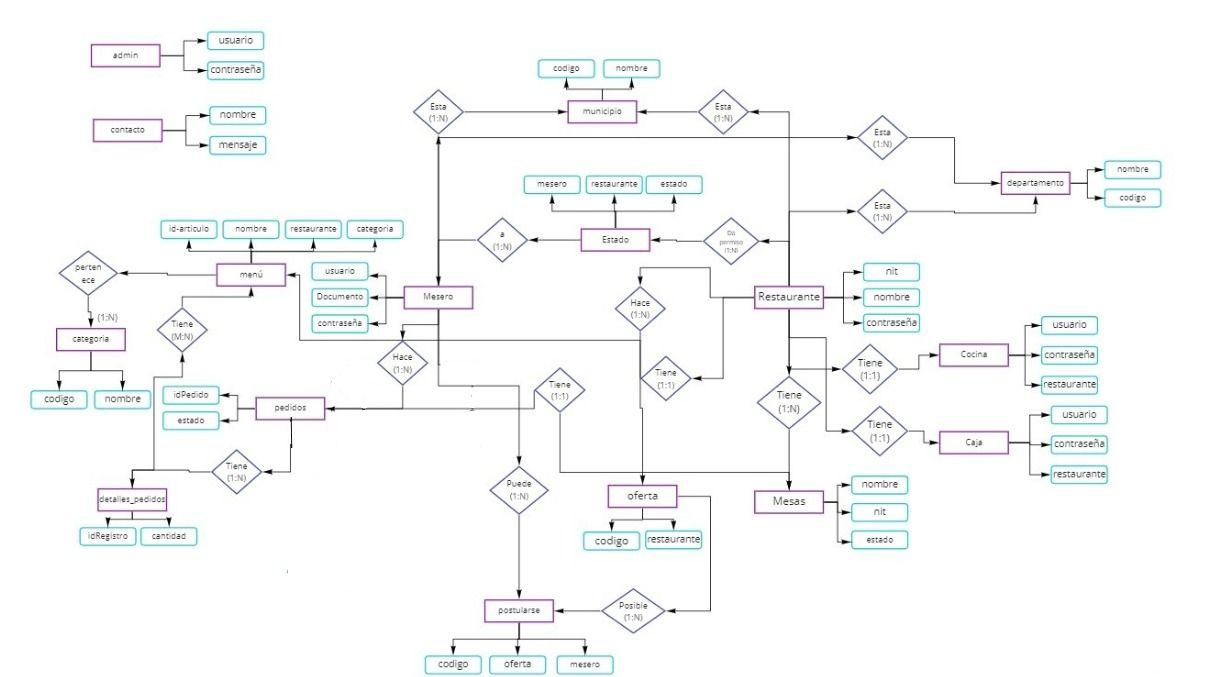 usuario
admin
contraseña
codigo
nombre
nombre
contacto
mensaje
Esta
(1:N)
municipio
Esta
(1:N)
Esta
(1:N)
nombre
departamento
codigo
mesero
restaurante
estado
Esta
(1:N)
id-articulo
nombre
restaurante
categoria
a
(1:N)
Estado
Da
permiso
(1:N)
perten
ece
menú
usuario
nit
Documento
Mesero
Restaurante
nombre
contraseña
contraseña
Hace
(1:N)
(1:N)
Tiene
(M:N)
categoria
usuario
Cocina
contraseña
restaurante
Hace
(1:N)
Tiene
(1:1)
Tiene
(1:1)
Tiene
(1:1)
codigo
nombre
idPedido
estado
pedidos
Tiene
(1:N)
usuario
Tiene
(1:1)
Caja
contraseña
restaurante
Tiene
(1:N)
detalles_pedidos
Puede
(1:N)
oferta
Mesas
nombre
nit
estado
idRegistro
cantidad
codigo
restaurante
postularse
Posible
(1:N)
codigo
oferta
mesero